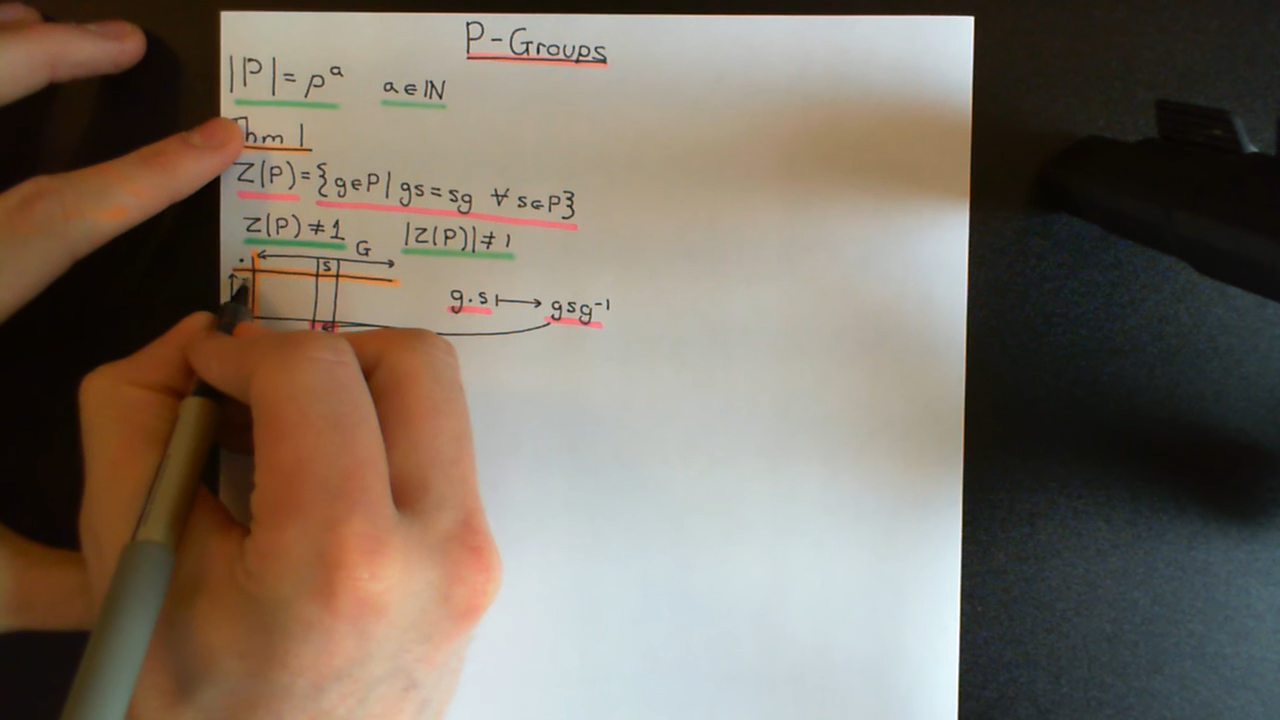 P-Groups
|P| = p^a a ∈ ℕ
Thm 1
Z(P) = {g∈P | gs = sg ∀ s∈P}
Z(P) ≠ 1 |Z(P)| ≠ 1
G
· s
g.s ⟼ gsg⁻¹